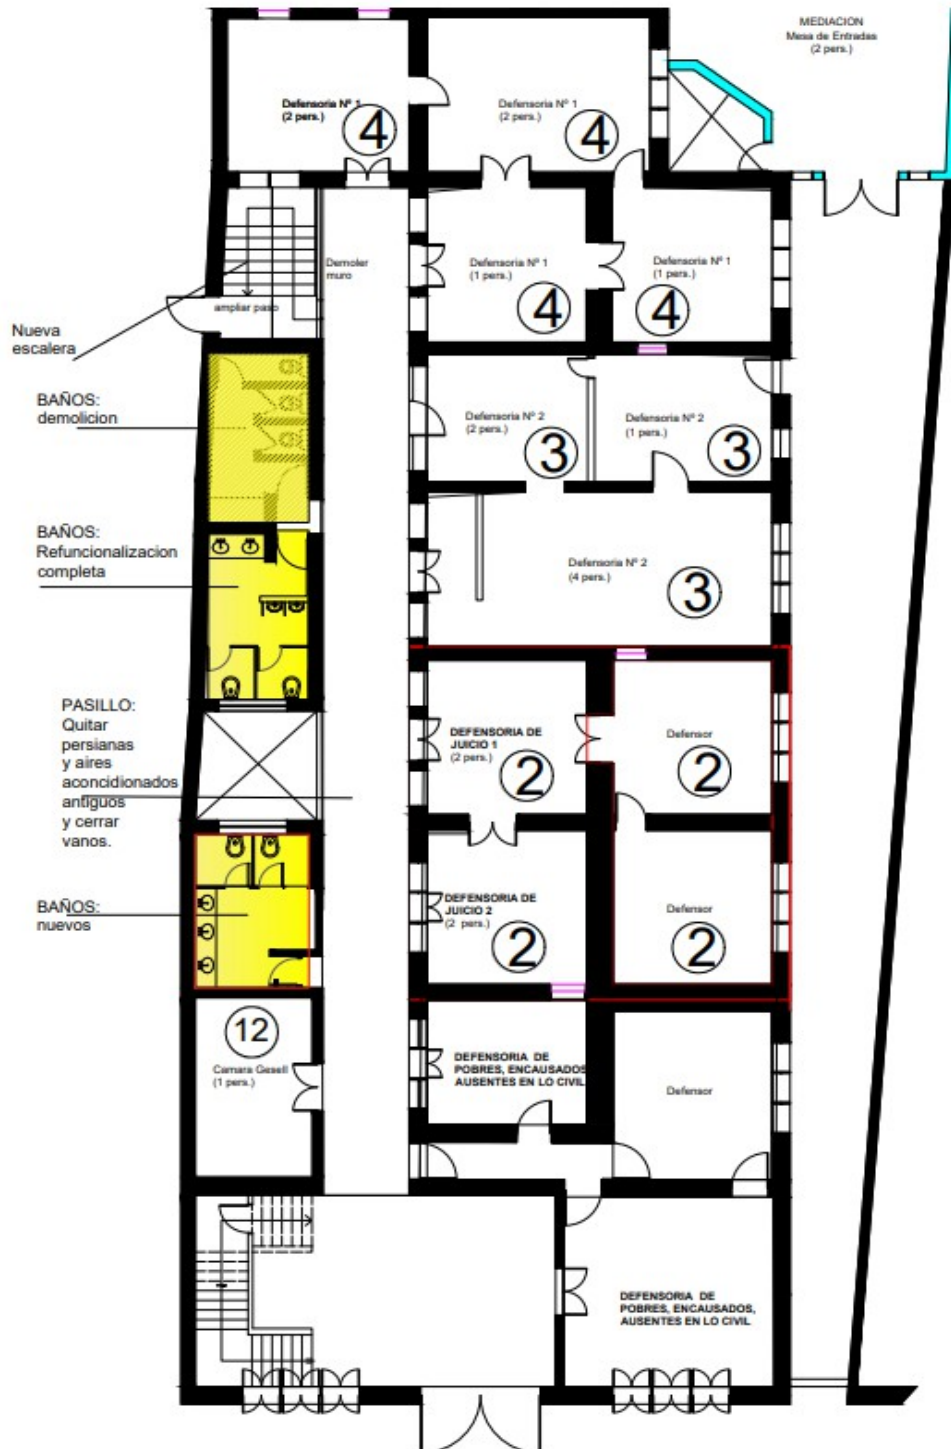 MEDIACION
Mesa de Entradas
(2 pers.)
Defensoria Nº 1
(2 pers.)
4
Defensoria Nº 1
(2 pers.)
4
Demoler
muro
Defensoria Nº 1
(1 pers.)
4
Defensoria Nº 1
(1 pers.)
4
ampliar paso
Nueva
escalera
BAÑOS:
demolicion
Defensoria Nº 2
(2 pers.)
3
Defensoria Nº 2
(1 pers.)
3
BAÑOS:
Refuncionalizacion
completa
Defensoria Nº 2
(4 pers.)
3
PASILLO:
Quitar
persianas
y aires
aconcidionados
antiguos
y cerrar
vanos.
DEFENSORIA DE
JUICIO 1
(2 pers.)
2
Defensor
2
BAÑOS:
nuevos
DEFENSORIA DE
JUICIO 2
(2 pers.)
2
Defensor
2
12
Camara Gesell
(1 pers.)
DEFENSORIA DE
POBRES, ENCAUSADOS
AUSENTES EN LO CIVIL
Defensor
DEFENSORIA DE
POBRES, ENCAUSADOS,
AUSENTES EN LO CIVIL